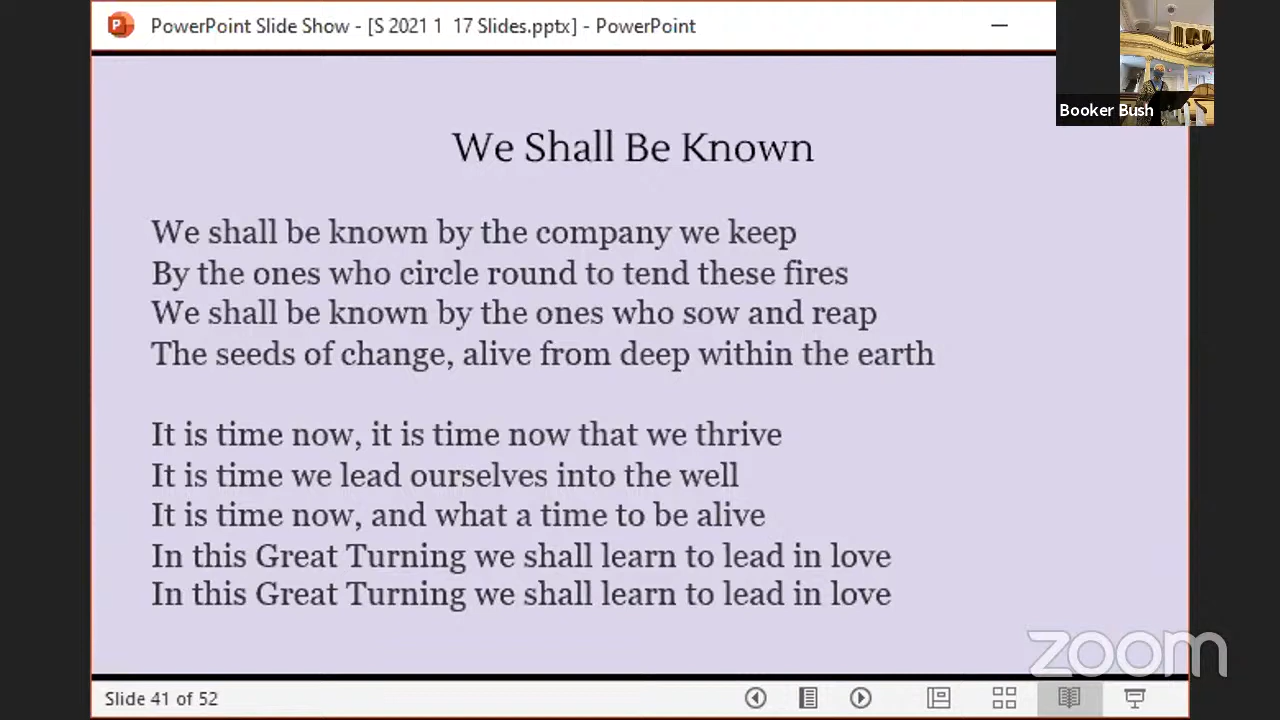 PowerPoint Slide Show - [S 2021 1 17 Slides.pptx] - PowerPoint
Booker Bush
We Shall Be Known
We shall be known by the company we keep
By the ones who circle round to tend these fires
We shall be known by the ones who sow and reap
The seeds of change, alive from deep within the earth
It is time now, it is time now that we thrive
It is time we lead ourselves into the well
It is time now, and what a time to be alive
In this Great Turning we shall learn to lead in love
In this Great Turning we shall learn to lead in love
zoom
Slide 41 of 52